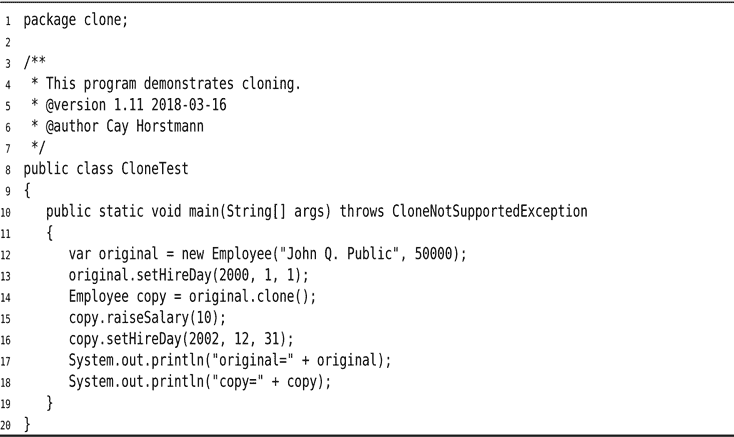 1 package clone;
2
3 /**
4  * This program demonstrates cloning.
5  * @version 1.11 2018-03-16
6  * @author Cay Horstmann
7  */
8 public class CloneTest
9 {
10    public static void main(String[] args) throws CloneNotSupportedException
11    {
12       var original = new Employee("John Q. Public", 50000);
13       original.setHireDay(2000, 1, 1);
14       Employee copy = original.clone();
15       copy.raiseSalary(10);
16       copy.setHireDay(2002, 12, 31);
17       System.out.println("original=" + original);
18       System.out.println("copy=" + copy);
19    }
20 }